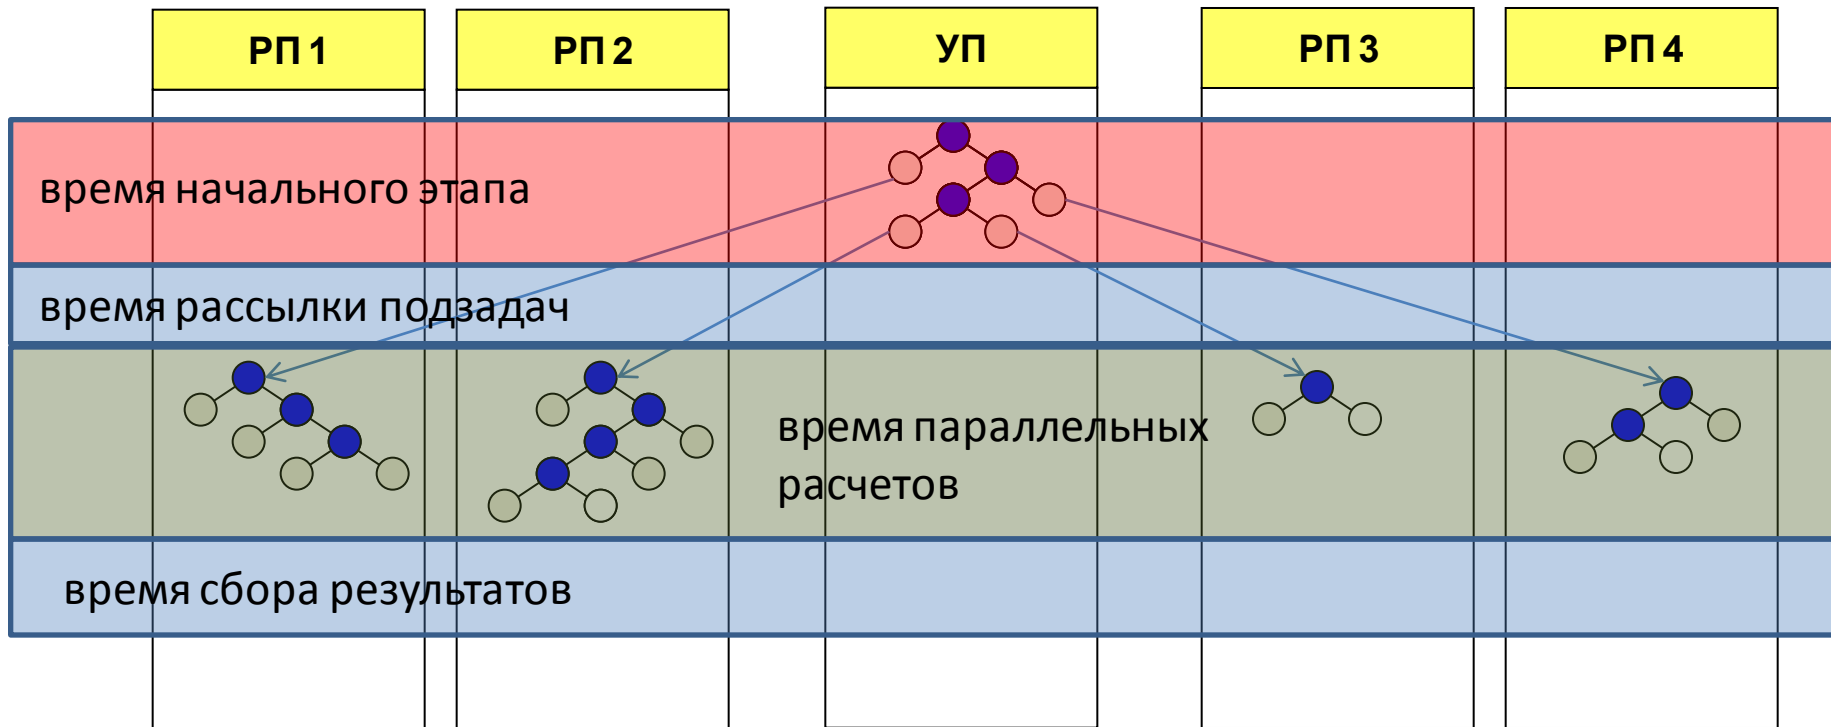 РП 1
РП 2
УП
РП 3
РП 4
время начального этапа
время рассылки подзадач
время параллельных
расчетов
время сбора результатов